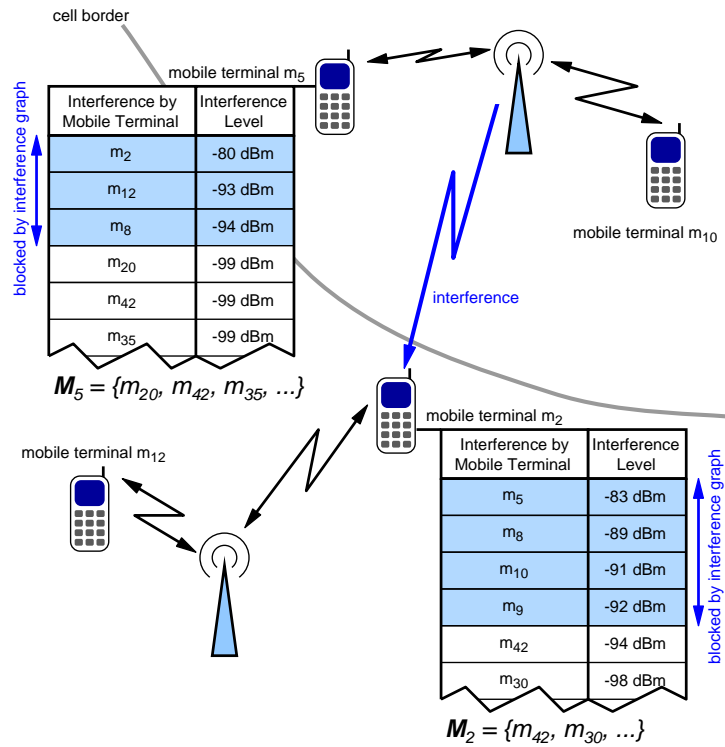 cell border
mobile terminal m5
Interference by
Mobile Terminal
Interference
Level
m2
-80 dBm
m12
-93 dBm
m8
-94 dBm
m20
-99 dBm
m42
-99 dBm
m35
-99 dBm
blocked by interference graph
M5 = {m20, m42, m35, ...}
mobile terminal m10
interference
mobile terminal m2
mobile terminal m12
Interference by
Mobile Terminal
Interference
Level
m5
-83 dBm
m8
-89 dBm
m10
-91 dBm
m9
-92 dBm
m42
-94 dBm
m30
-98 dBm
blocked by interference graph
M2 = {m42, m30, ...}